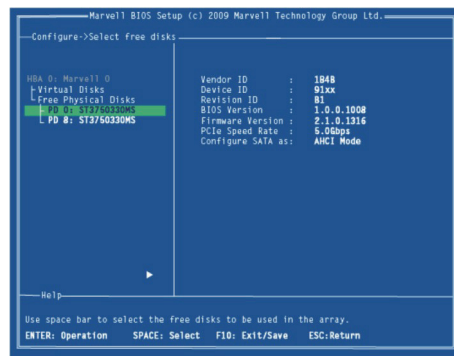 Marvell BIOS Setup (c) 2009 Marvell Technology Group Ltd.
Configure->Select free disks
HBA 0: Marvell 0
Virtual Disks
Free Physical Disks
PD 0: ST3750330MS
PD 8: ST3750330MS
Vendor ID : 1B4B
Device ID : 91xx
Revision ID : B1
BIOS Version : 1.0.0.1008
Firmware Version : 2.1.0.1316
PCIe Speed Rate : 5.0Gbps
Configure SATA as: AHCI Mode
Help
Use space bar to select the free disks to be used in the array.
ENTER: Operation SPACE: Select F10: Exit/Save ESC:Return